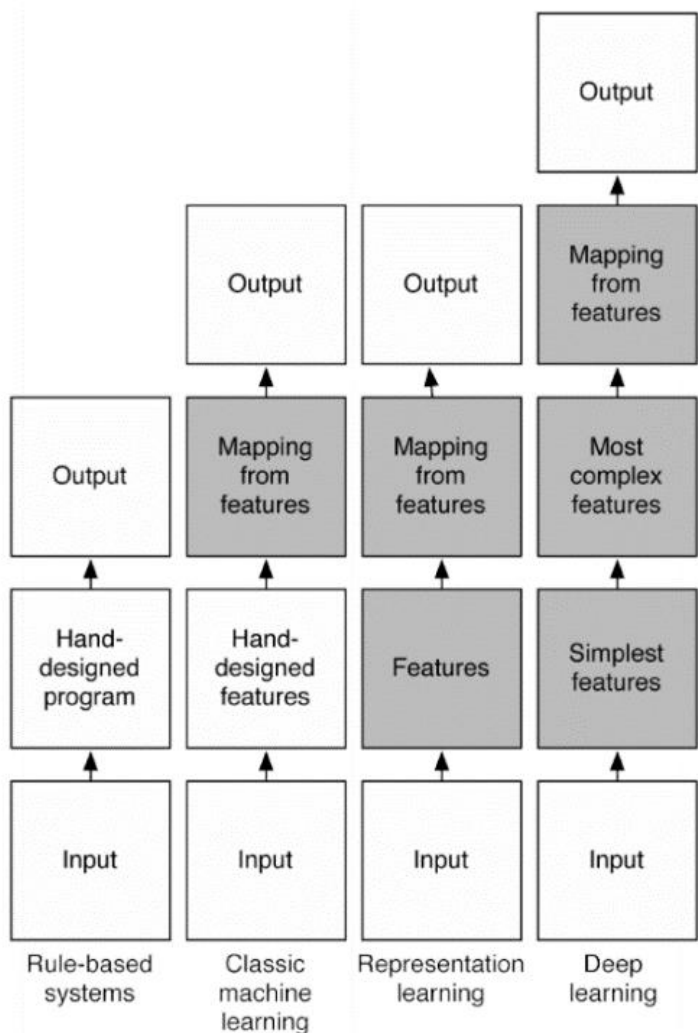 Output
Output
Output
Mapping
from
features
Output
Mapping
from
features
Mapping
from
features
Most
complex
features
Hand-
designed
program
Hand-
designed
features
Features
Simplest
features
Input
Input
Input
Input
Rule-based
systems
Classic
machine
learning
Representation
learning
Deep
learning